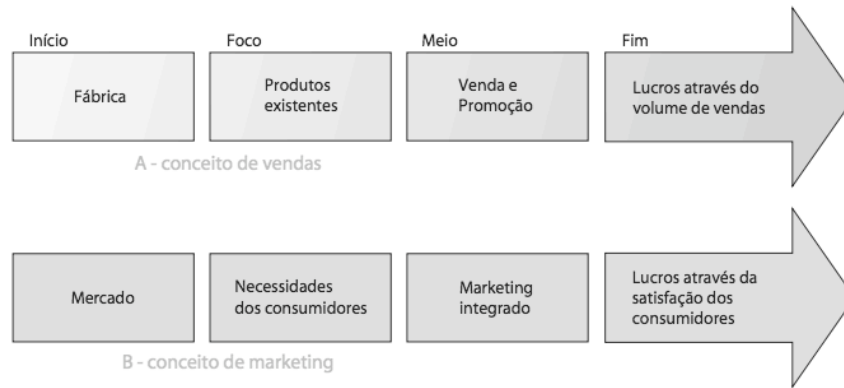 Início Foco Meio Fim
Fábrica
Produtos
existentes
Venda e
Promoção
Lucros através do
volume de vendas
A - conceito de vendas
Mercado
Necessidades
dos consumidores
Marketing
integrado
Lucros através da
satisfação dos
consumidores
B - conceito de marketing